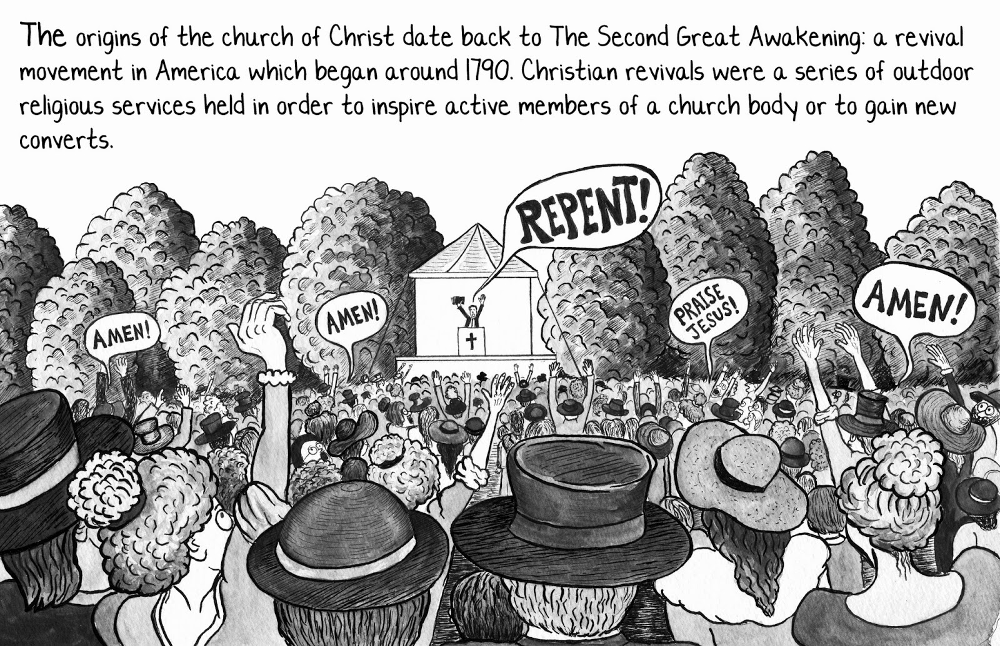 The origins of the church of Christ date back to The Second Great Awakening: a revival
movement in America which began around 1790. Christian revivals were a series of outdoor
religious services held in order to inspire active members of a church body or to gain new
converts.
REPENT!
AMEN!
AMEN!
PRAISE
JESUS!
AMEN!